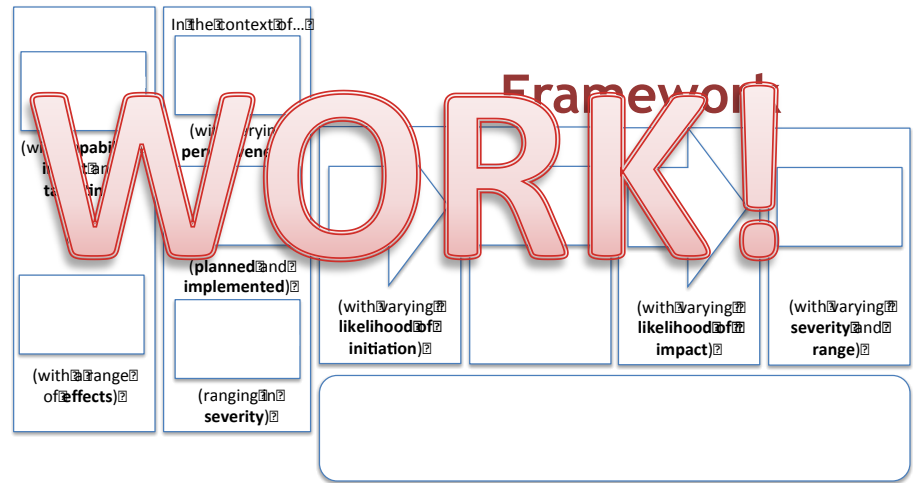 In the context of…
Framework
WORK!
(with varying
(planned and
implemented)
(ranging in
severity)
(with a range
of effects)
(with varying
likelihood of
initiation)
(with varying
likelihood of
impact)
(with varying
severity and
range)